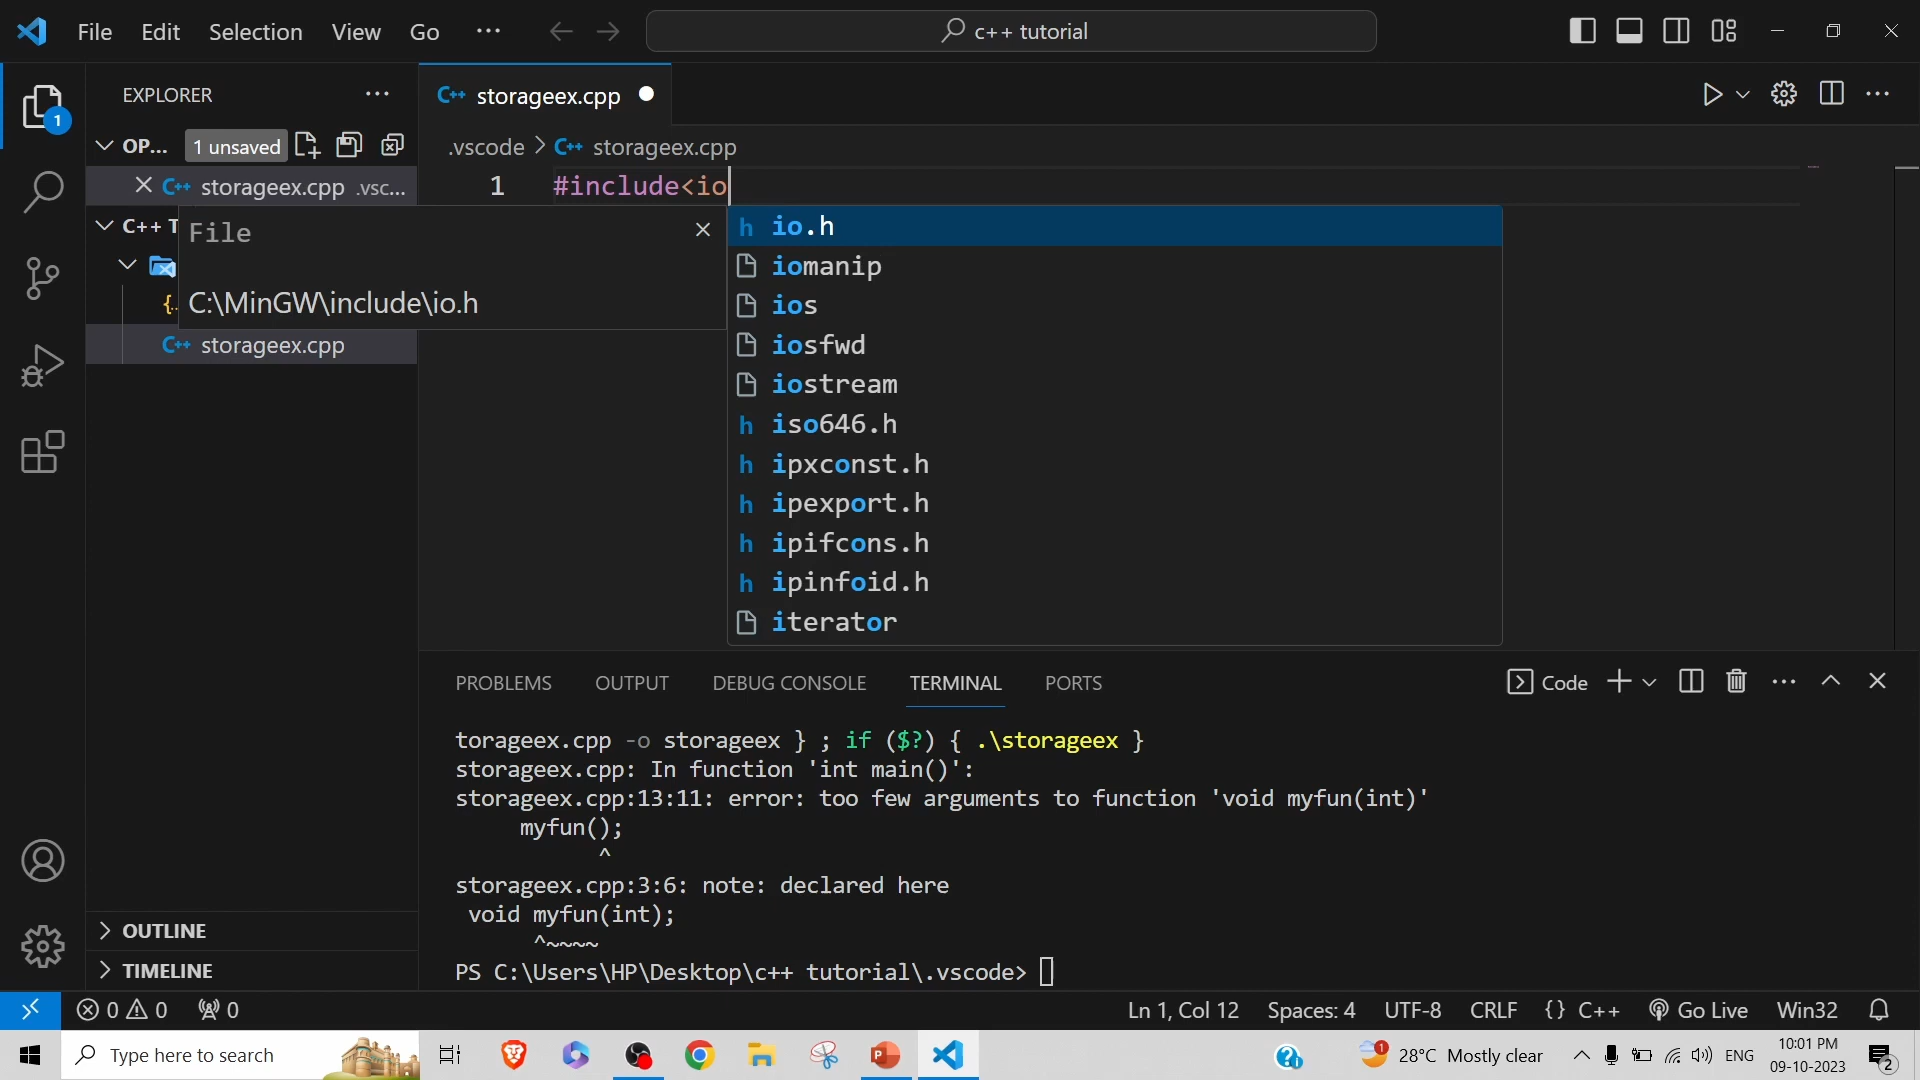 File Edit Selection View Go ··· c++ tutorial
EXPLORER ···
OP... 1 unsaved
storageex.cpp .vsc...
C++ T
{..
storageex.cpp
OUTLINE
TIMELINE
1
C++ storageex.cpp
.vscode > C++ storageex.cpp
1 #include<io
File
C:\MinGW\include\io.h
h io.h
iomanip
ios
iosfwd
iostream
h iso646.h
h ipxconst.h
h ipexport.h
h ipifcons.h
h ipinfoid.h
iterator
PROBLEMS OUTPUT DEBUG CONSOLE TERMINAL PORTS Code
torageex.cpp -o storageex } ; if ($?) { .\storageex }
storageex.cpp: In function 'int main()':
storageex.cpp:13:11: error: too few arguments to function 'void myfun(int)'
myfun();
^
storageex.cpp:3:6: note: declared here
void myfun(int);
^~~~~
PS C:\Users\HP\Desktop\c++ tutorial\.vscode>
0 0 0 Ln 1, Col 12 Spaces: 4 UTF-8 CRLF {} C++ Go Live Win32
Type here to search 28°C Mostly clear ENG 10:01 PM
09-10-2023
2